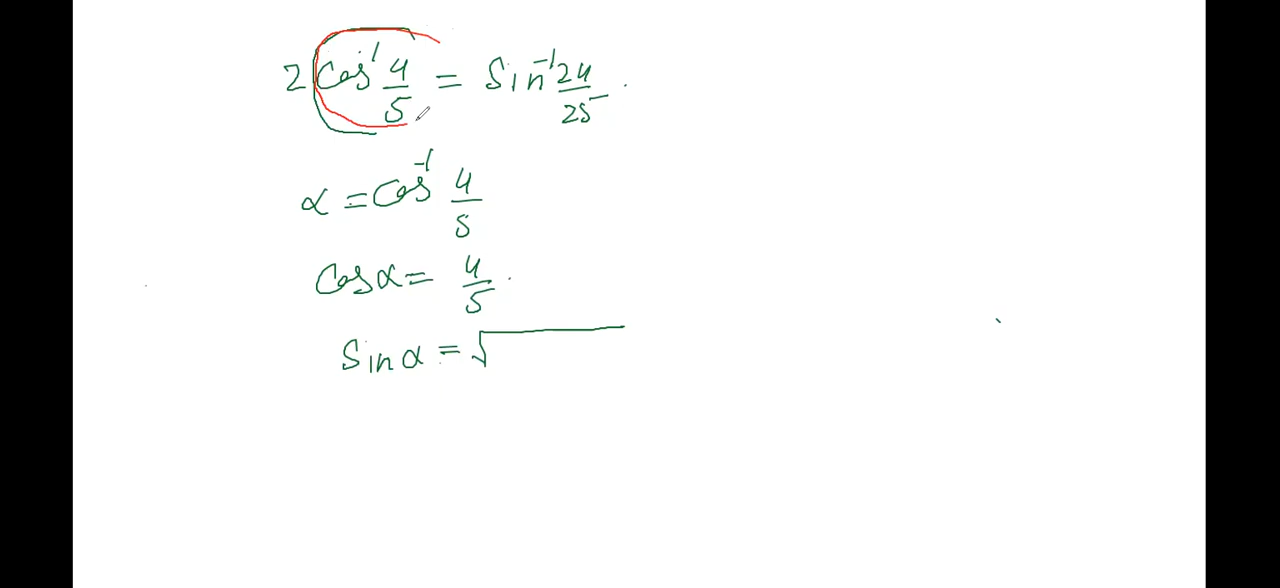 2 Cos⁻¹ 4/5 = Sin⁻¹ 24/25 .
α = Cos⁻¹ 4/5
Cos α = 4/5 .
Sin α = √